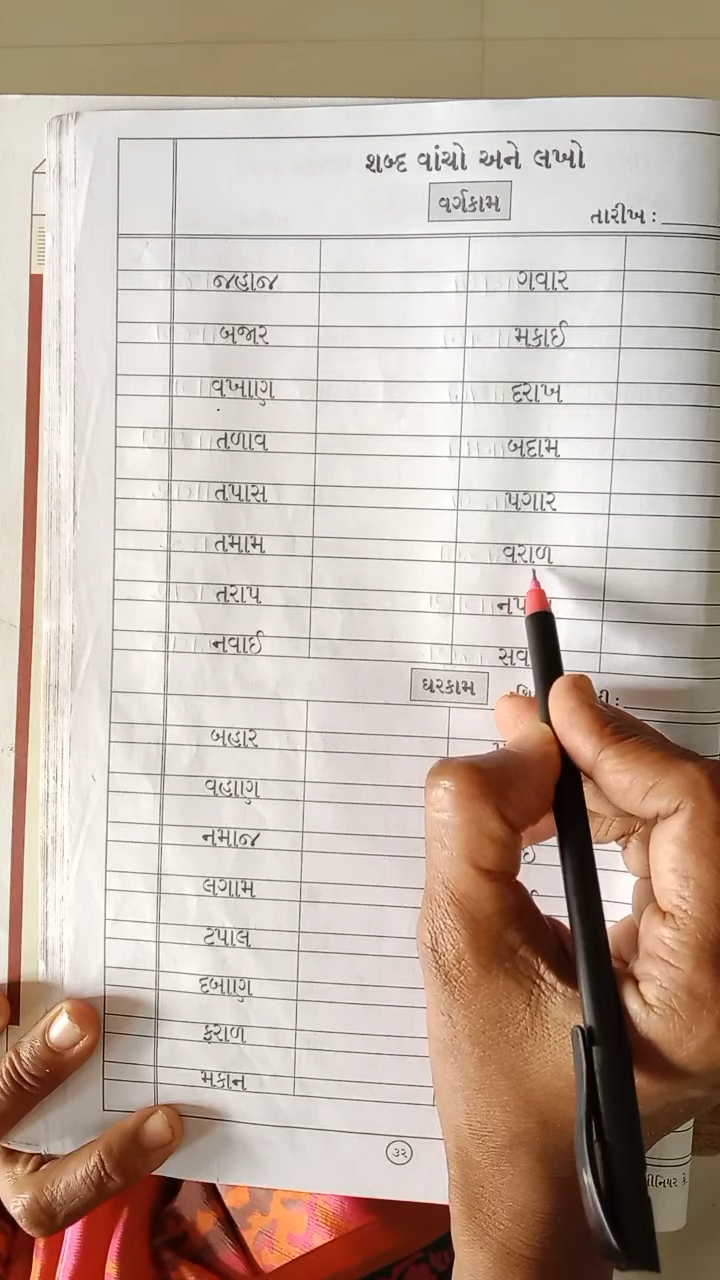 શબ્દ વાંચો અને લખો
વર્ગકામ
તારીખ :
જહાજ ગવાર
બજાર મકાઈ
વખાણ દરાખ
તળાવ બદામ
તપાસ પગાર
તમામ વરાળ
તરાપ
નવાઈ
ઘરકામ
બહાર
વહાણ
નમાજ
લગામ
ટપાલ
દબાણ
ફરાળ
મકાન
૩૨